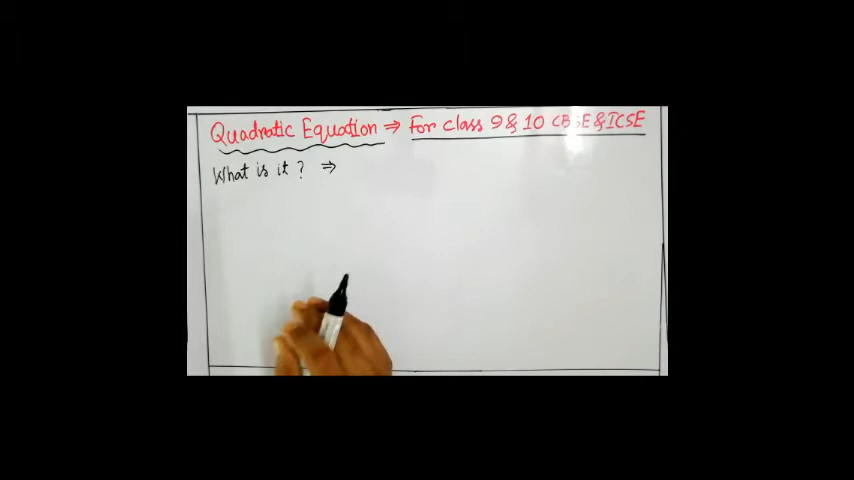 Quadratic Equation ⇒ For class 9 & 10 CBSE & ICSE
What is it ? ⇒